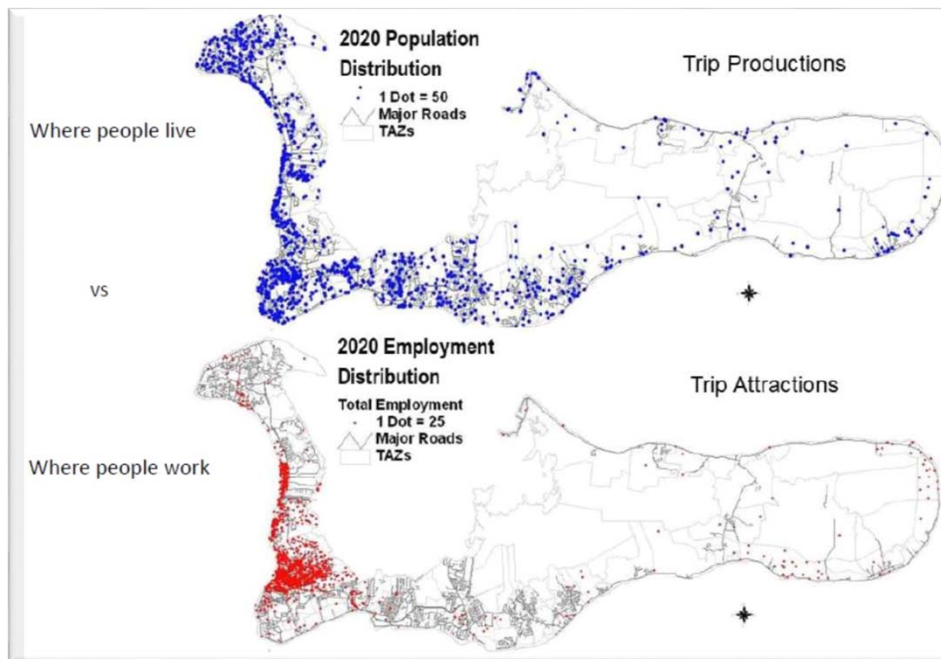 2020 Population
Distribution
1 Dot = 50
Major Roads
TAZs
Trip Productions
Where people live
vs
2020 Employment
Distribution
Total Employment
1 Dot = 25
Major Roads
TAZs
Trip Attractions
Where people work